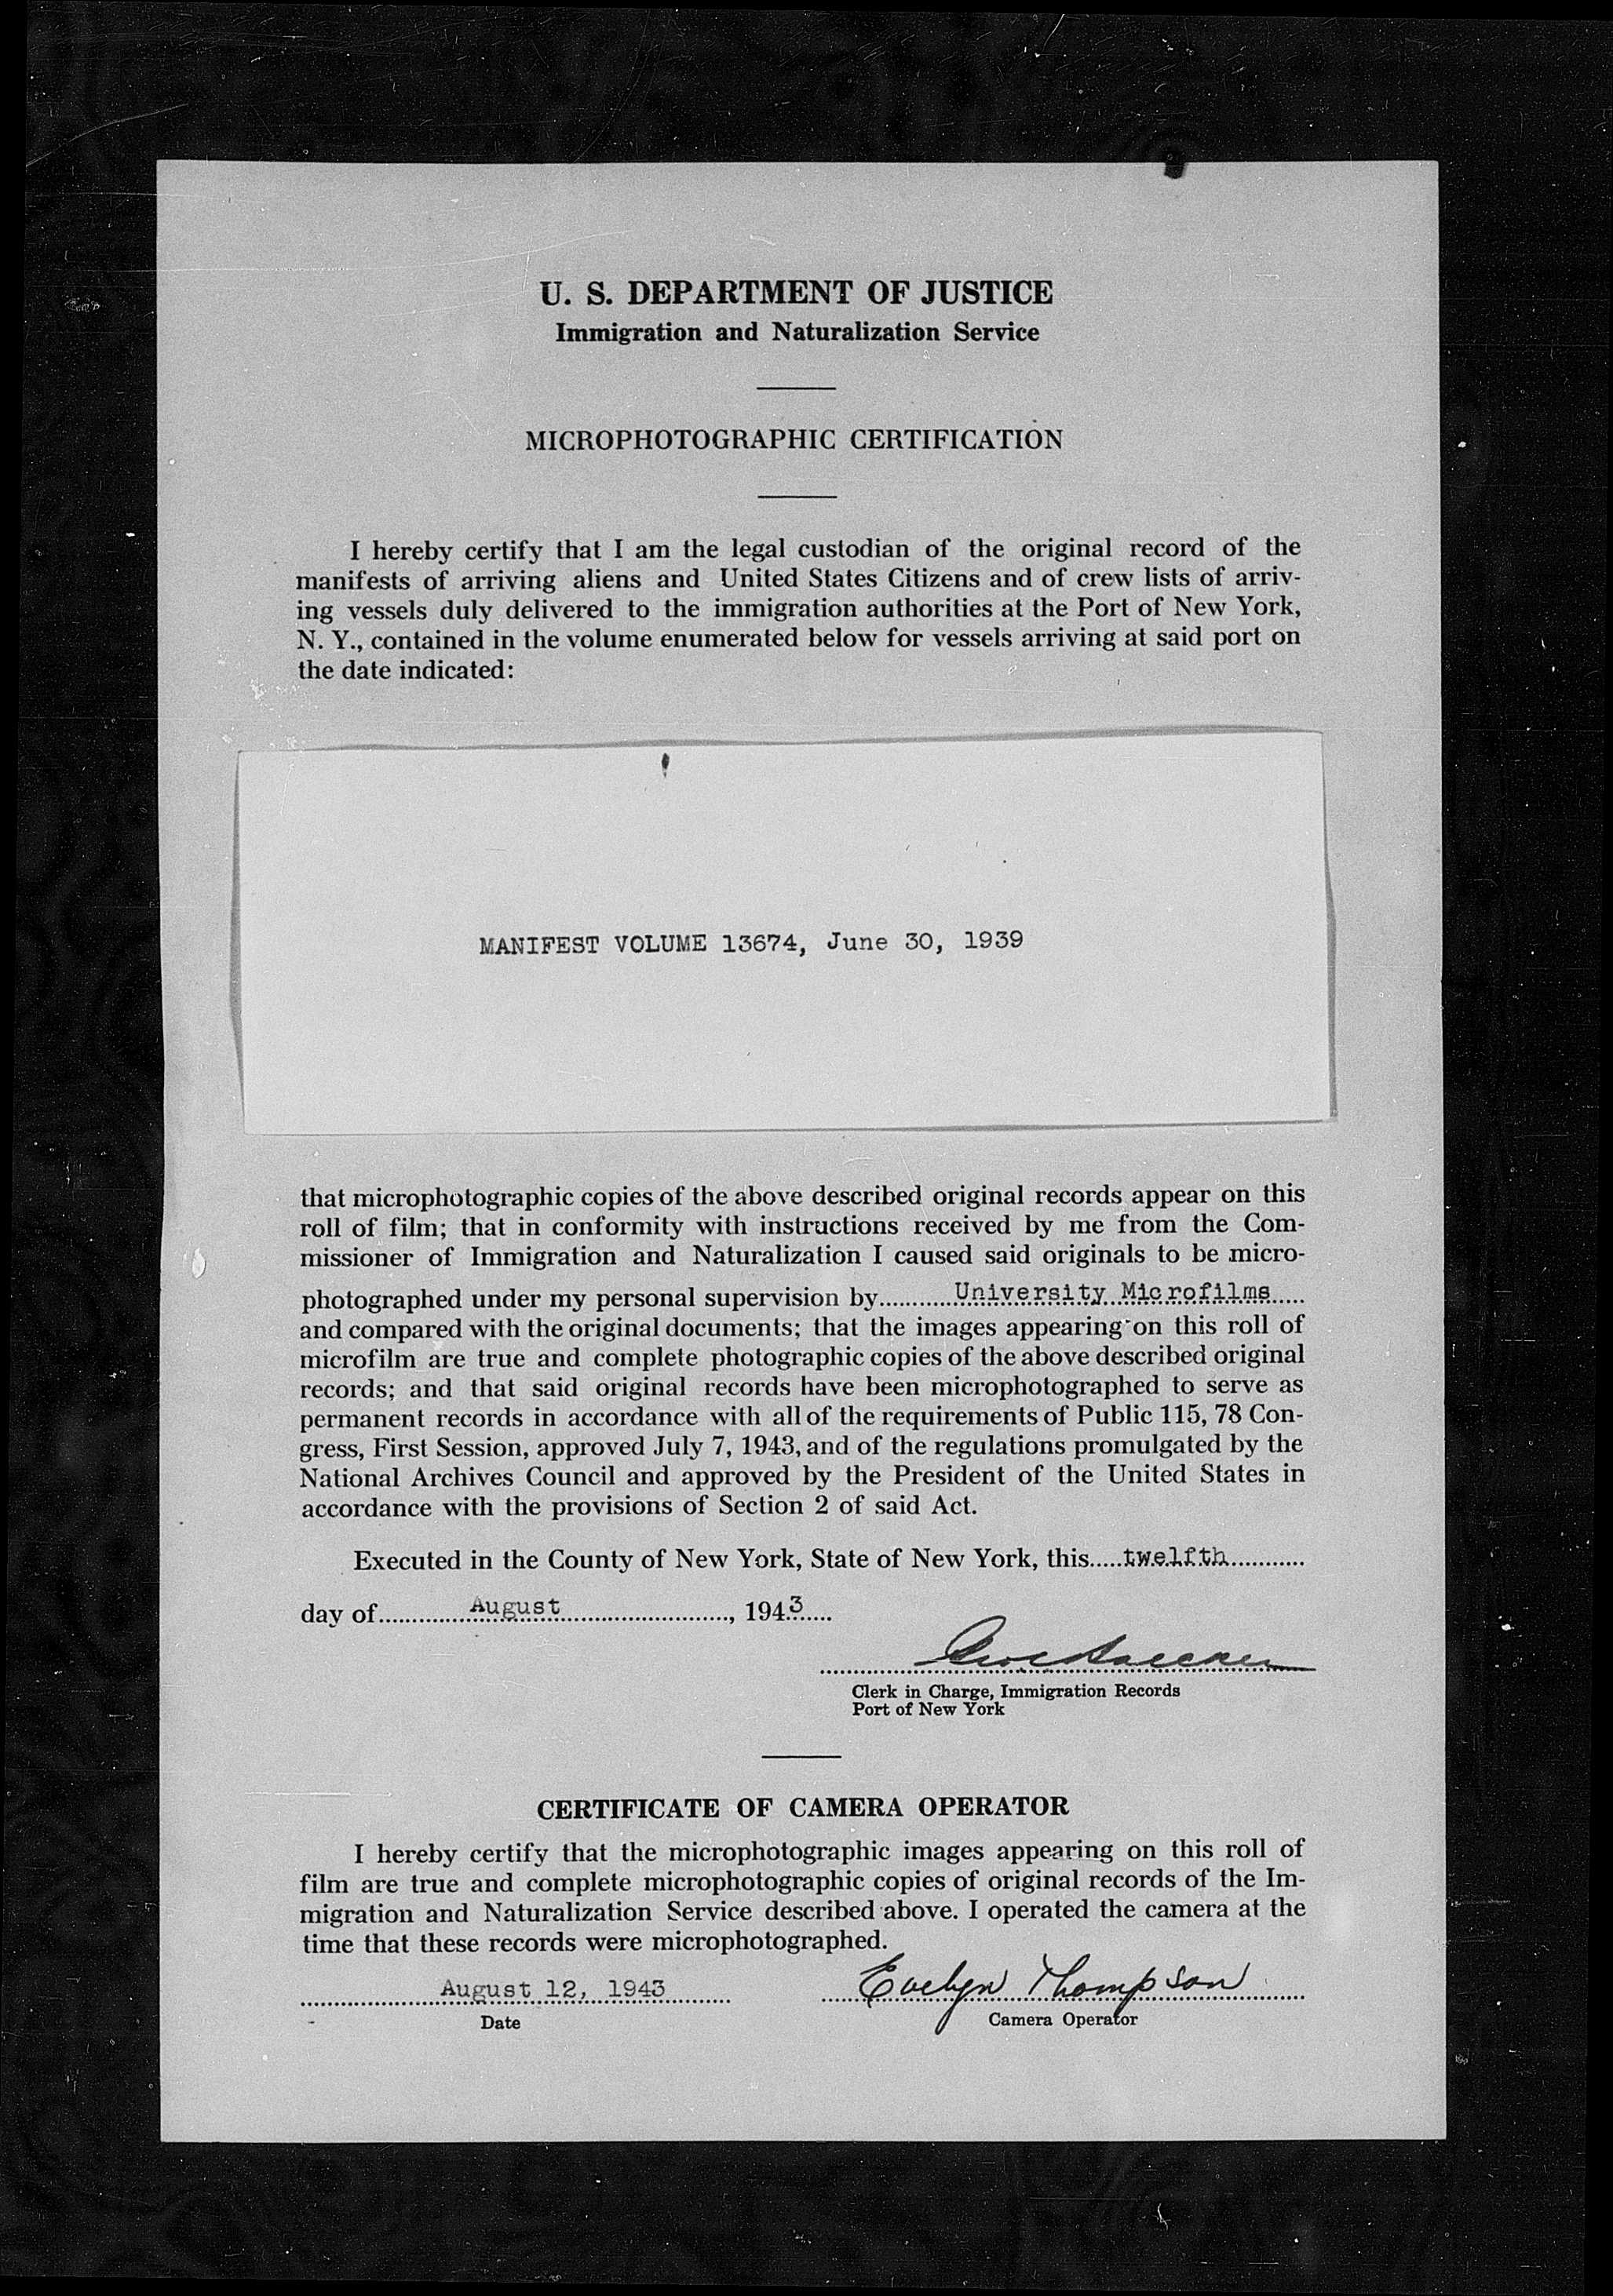 U. S. DEPARTMENT OF JUSTICE
Immigration and Naturalization Service
MICROPHOTOGRAPHIC CERTIFICATION
I hereby certify that I am the legal custodian of the original record of the
manifests of arriving aliens and United States Citizens and of crew lists of arriv-
ing vessels duly delivered to the immigration authorities at the Port of New York,
N. Y., contained in the volume enumerated below for vessels arriving at said port on
the date indicated:
MANIFEST VOLUME 13674, June 30, 1939
that microphotographic copies of the above described original records appear on this
roll of film; that in conformity with instructions received by me from the Com-
missioner of Immigration and Naturalization I caused said originals to be micro-
photographed under my personal supervision by University Microfilms
and compared with the original documents; that the images appearing on this roll of
microfilm are true and complete photographic copies of the above described original
records; and that said original records have been microphotographed to serve as
permanent records in accordance with all of the requirements of Public 115, 78 Con-
gress, First Session, approved July 7, 1943, and of the regulations promulgated by the
National Archives Council and approved by the President of the United States in
accordance with the provisions of Section 2 of said Act.
Executed in the County of New York, State of New York, this twelfth
day of August, 1943
Clerk in Charge, Immigration Records
Port of New York
CERTIFICATE OF CAMERA OPERATOR
I hereby certify that the microphotographic images appearing on this roll of
film are true and complete microphotographic copies of original records of the Im-
migration and Naturalization Service described above. I operated the camera at the
time that these records were microphotographed.
August 12, 1943 Evelyn Thompson
Date Camera Operator